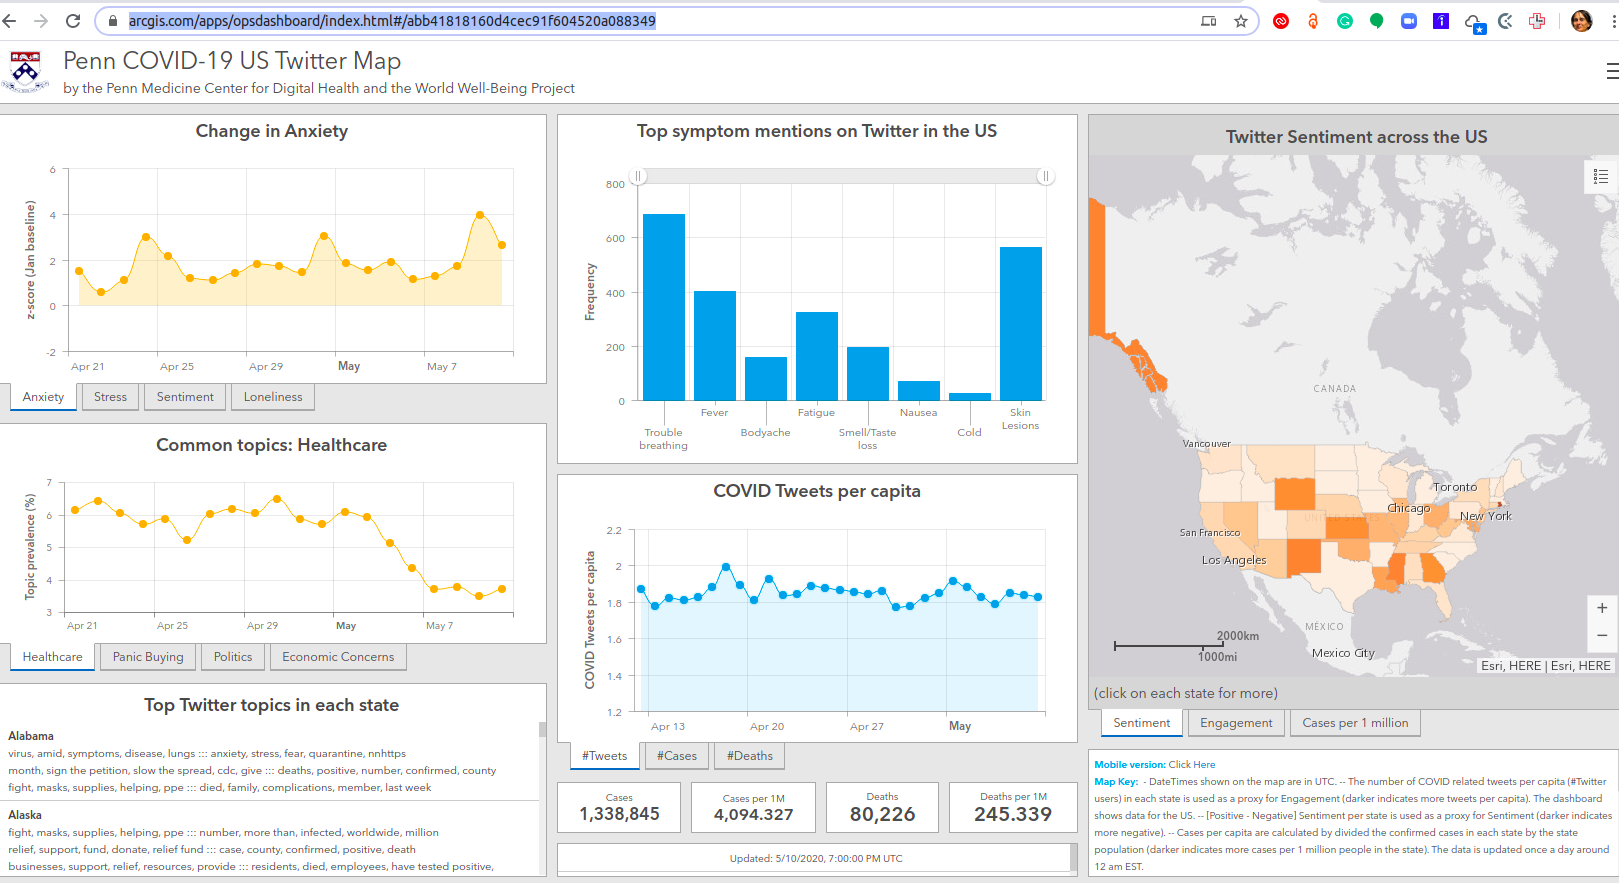 arcgis.com/apps/opsdashboard/index.html#/abb41818160d4cec91f604520a088349
Penn COVID-19 US Twitter Map
by the Penn Medicine Center for Digital Health and the World Well-Being Project
Change in Anxiety
z-score (Jan baseline)
6
4
2
0
-2
Apr 21
Apr 25
Apr 29
May
May 7
Anxiety
Stress
Sentiment
Loneliness
Common topics: Healthcare
Topic prevalence (%)
7
6
5
4
3
Apr 21
Apr 25
Apr 29
May
May 7
Healthcare
Panic Buying
Politics
Economic Concerns
Top Twitter topics in each state
Alabama
virus, amid, symptoms, disease, lungs ::: anxiety, stress, fear, quarantine, nnhttps
month, sign the petition, slow the spread, cdc, give ::: deaths, positive, number, confirmed, county
fight, masks, supplies, helping, ppe ::: died, family, complications, member, last week
Alaska
fight, masks, supplies, helping, ppe ::: number, more than, infected, worldwide, million
relief, support, fund, donate, relief fund ::: case, county, confirmed, positive, death
businesses, support, relief, resources, provide ::: residents, died, employees, have tested positive,
Top symptom mentions on Twitter in the US
Frequency
800
600
400
200
0
Trouble
breathing
Fever
Bodyache
Fatigue
Smell/Taste
loss
Nausea
Cold
Skin
Lesions
COVID Tweets per capita
COVID Tweets per capita
2.2
2
1.8
1.6
1.4
1.2
Apr 13
Apr 20
Apr 27
May
#Tweets
#Cases
#Deaths
Cases
1,338,845
Cases per 1M
4,094.327
Deaths
80,226
Deaths per 1M
245.339
Updated: 5/10/2020, 7:00:00 PM UTC
Twitter Sentiment across the US
CANADA
Vancouver
Toronto
Chicago
New York
UNITED STATES
San Francisco
Los Angeles
MÉXICO
Mexico City
2000km
1000mi
+
−
Esri, HERE | Esri, HERE
(click on each state for more)
Sentiment
Engagement
Cases per 1 million
Mobile version: Click Here
Map Key: - DateTimes shown on the map are in UTC. -- The number of COVID related tweets per capita (#Twitter
users) in each state is used as a proxy for Engagement (darker indicates more tweets per capita). The dashboard
shows data for the US. -- [Positive - Negative] Sentiment per state is used as a proxy for Sentiment (darker indicates
more negative). -- Cases per capita are calculated by divided the confirmed cases in each state by the state
population (darker indicates more cases per 1 million people in the state). The data is updated once a day around
12 am EST.